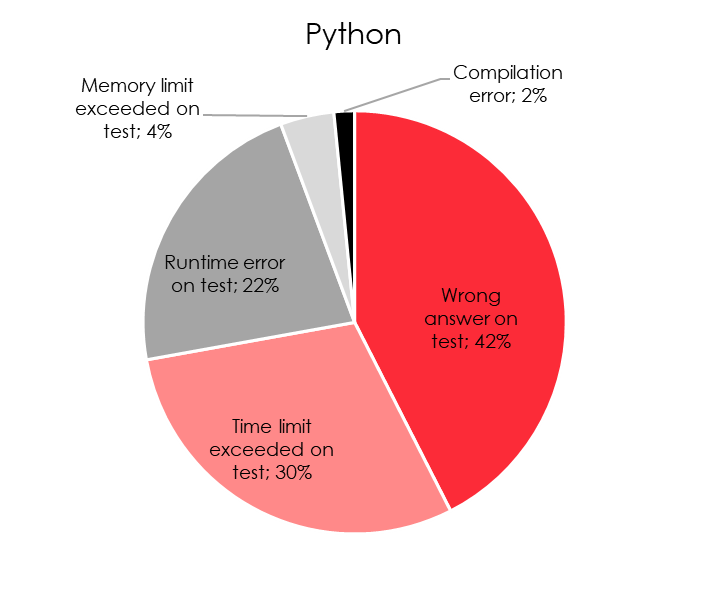 Python
Memory limit
exceeded on
test; 4%
Compilation
error; 2%
Runtime error
on test; 22%
Wrong
answer on
test; 42%
Time limit
exceeded on
test; 30%